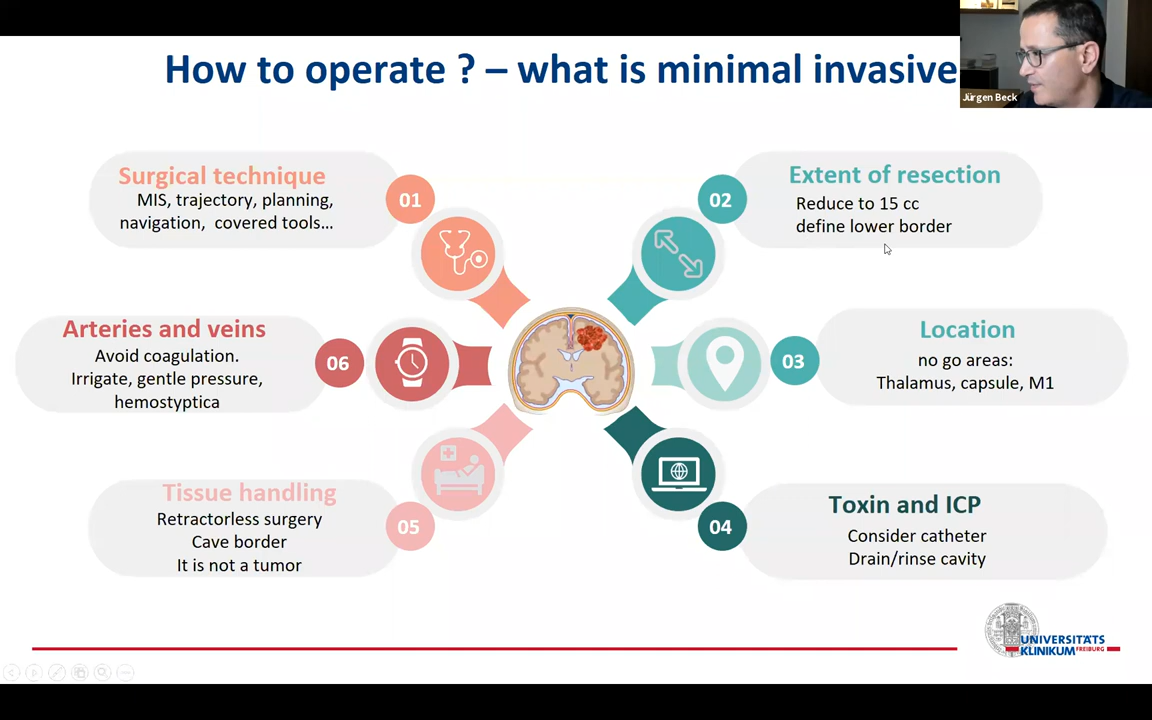 How to operate ? – what is minimal invasive
Jürgen Beck
Surgical technique
MIS, trajectory, planning,
navigation, covered tools...
01
02
Extent of resection
Reduce to 15 cc
define lower border
Arteries and veins
Avoid coagulation.
Irrigate, gentle pressure,
hemostyptica
06
03
Location
no go areas:
Thalamus, capsule, M1
Tissue handling
Retractorless surgery
Cave border
It is not a tumor
05
04
Toxin and ICP
Consider catheter
Drain/rinse cavity
UNIVERSITÄTS
KLINIKUM FREIBURG